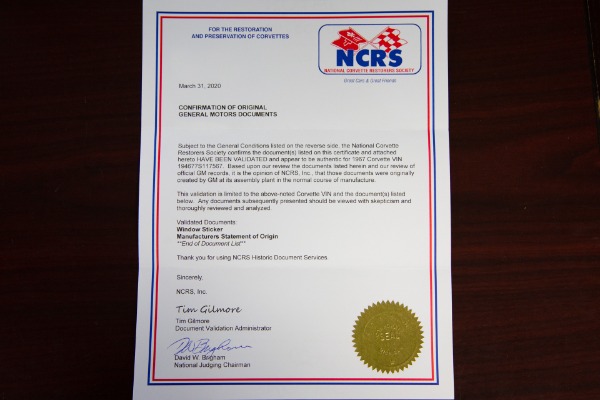 FOR THE RESTORATION
AND PRESERVATION OF CORVETTES
NCRS
NATIONAL CORVETTE RESTORERS SOCIETY
Great Cars & Great Friends
March 31, 2020
CONFIRMATION OF ORIGINAL
GENERAL MOTORS DOCUMENTS
Subject to the General Conditions listed on the reverse side, the National Corvette
Restorers Society confirms the document(s) listed on this certificate and attached
hereto HAVE BEEN VALIDATED and appear to be authentic for 1967 Corvette VIN
194677S117567. Based upon our review the documents listed herein and our review of
official GM records, it is the opinion of NCRS, Inc., that those documents were originally
created by GM at its assembly plant in the normal course of manufacture.
This validation is limited to the above-noted Corvette VIN and the document(s) listed
below. Any documents subsequently presented should be viewed with skepticism and
thoroughly reviewed and analyzed.
Validated Documents:
Window Sticker
Manufacturers Statement of Origin
**End of Document List**
Thank you for using NCRS Historic Document Services
Sincerely,
NCRS, Inc.
Tim Gilmore
Tim Gilmore
Document Validation Administrator
David W. Brigham
National Judging Chairman